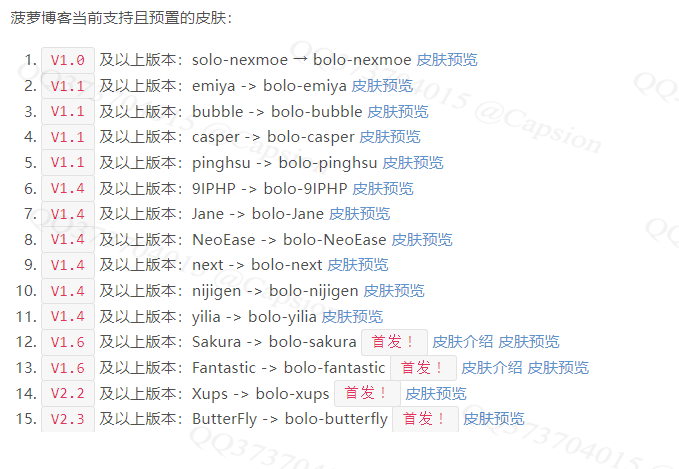 菠萝博客当前支持且预置的皮肤：
1. V1.0 及以上版本：solo-nexmoe → bolo-nexmoe 皮肤预览
2. V1.1 及以上版本：emiya -> bolo-emiya 皮肤预览
3. V1.1 及以上版本：bubble -> bolo-bubble 皮肤预览
4. V1.1 及以上版本：casper -> bolo-casper 皮肤预览
5. V1.1 及以上版本：pinghsu -> bolo-pinghsu 皮肤预览
6. V1.4 及以上版本：9IPHP -> bolo-9IPHP 皮肤预览
7. V1.4 及以上版本：Jane -> bolo-Jane 皮肤预览
8. V1.4 及以上版本：NeoEase -> bolo-NeoEase 皮肤预览
9. V1.4 及以上版本：next -> bolo-next 皮肤预览
10. V1.4 及以上版本：nijigen -> bolo-nijigen 皮肤预览
11. V1.4 及以上版本：yilia -> bolo-yilia 皮肤预览
12. V1.6 及以上版本：Sakura -> bolo-sakura 首发！ 皮肤介绍 皮肤预览
13. V1.6 及以上版本：Fantastic -> bolo-fantastic 首发！ 皮肤介绍 皮肤预览
14. V2.2 及以上版本：Xups -> bolo-xups 首发！ 皮肤预览
15. V2.3 及以上版本：ButterFly -> bolo-butterfly 首发！ 皮肤预览
QQ373704015 @Capsion
QQ373704015 @Capsion
QQ373704015 @Capsion